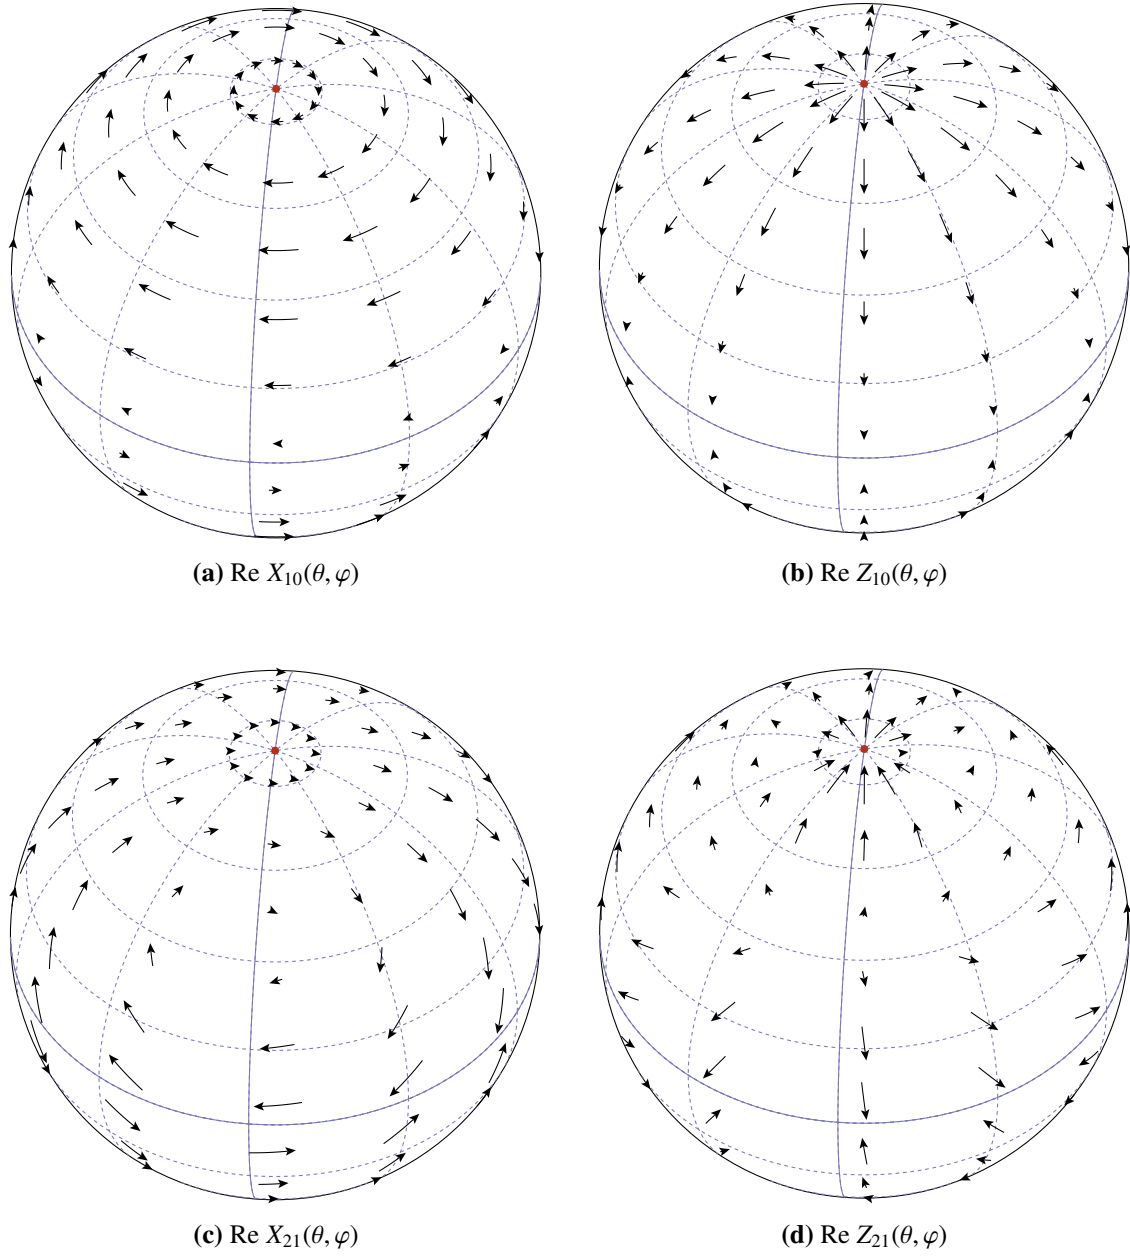 (a) Re X₁₀(θ, φ)
(b) Re Z₁₀(θ, φ)
(c) Re X₂₁(θ, φ)
(d) Re Z₂₁(θ, φ)